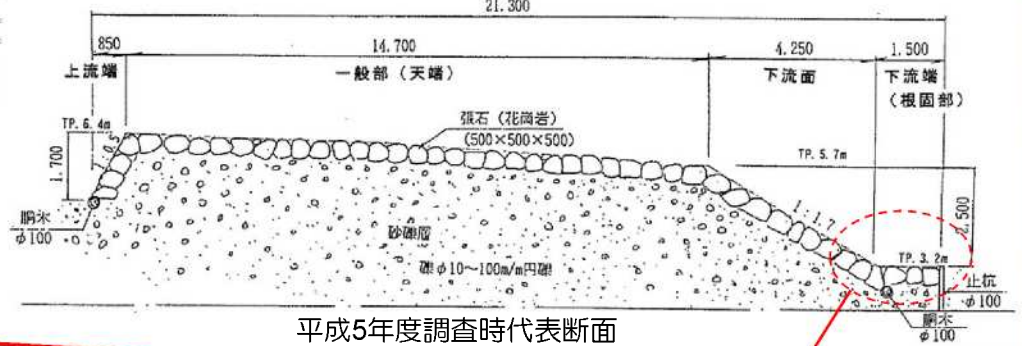 21.300
850
14.700
4.250
1.500
上流端
一般部（天端）
下流面
下流端
（根固部）
TP. 6.4m
1:0.5
張石（花崗岩）
(500×500×500)
TP. 5.7m
1.700
1:1.7
2.500
胴木
φ100
砂礫層
礫φ10〜100m/m円礫
TP. 3.2m
止杭
φ100
胴木
φ100
平成5年度調査時代表断面